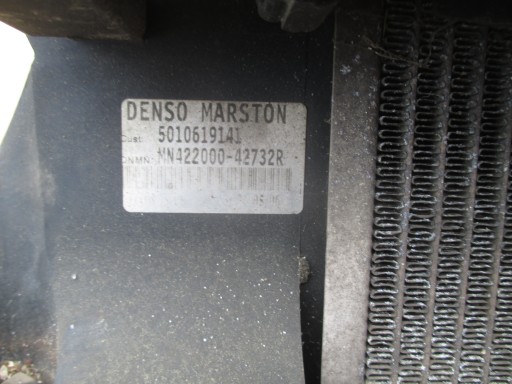 DENSO MARSTON
Cust: 5010619141
DNMN: MN422000-42732R